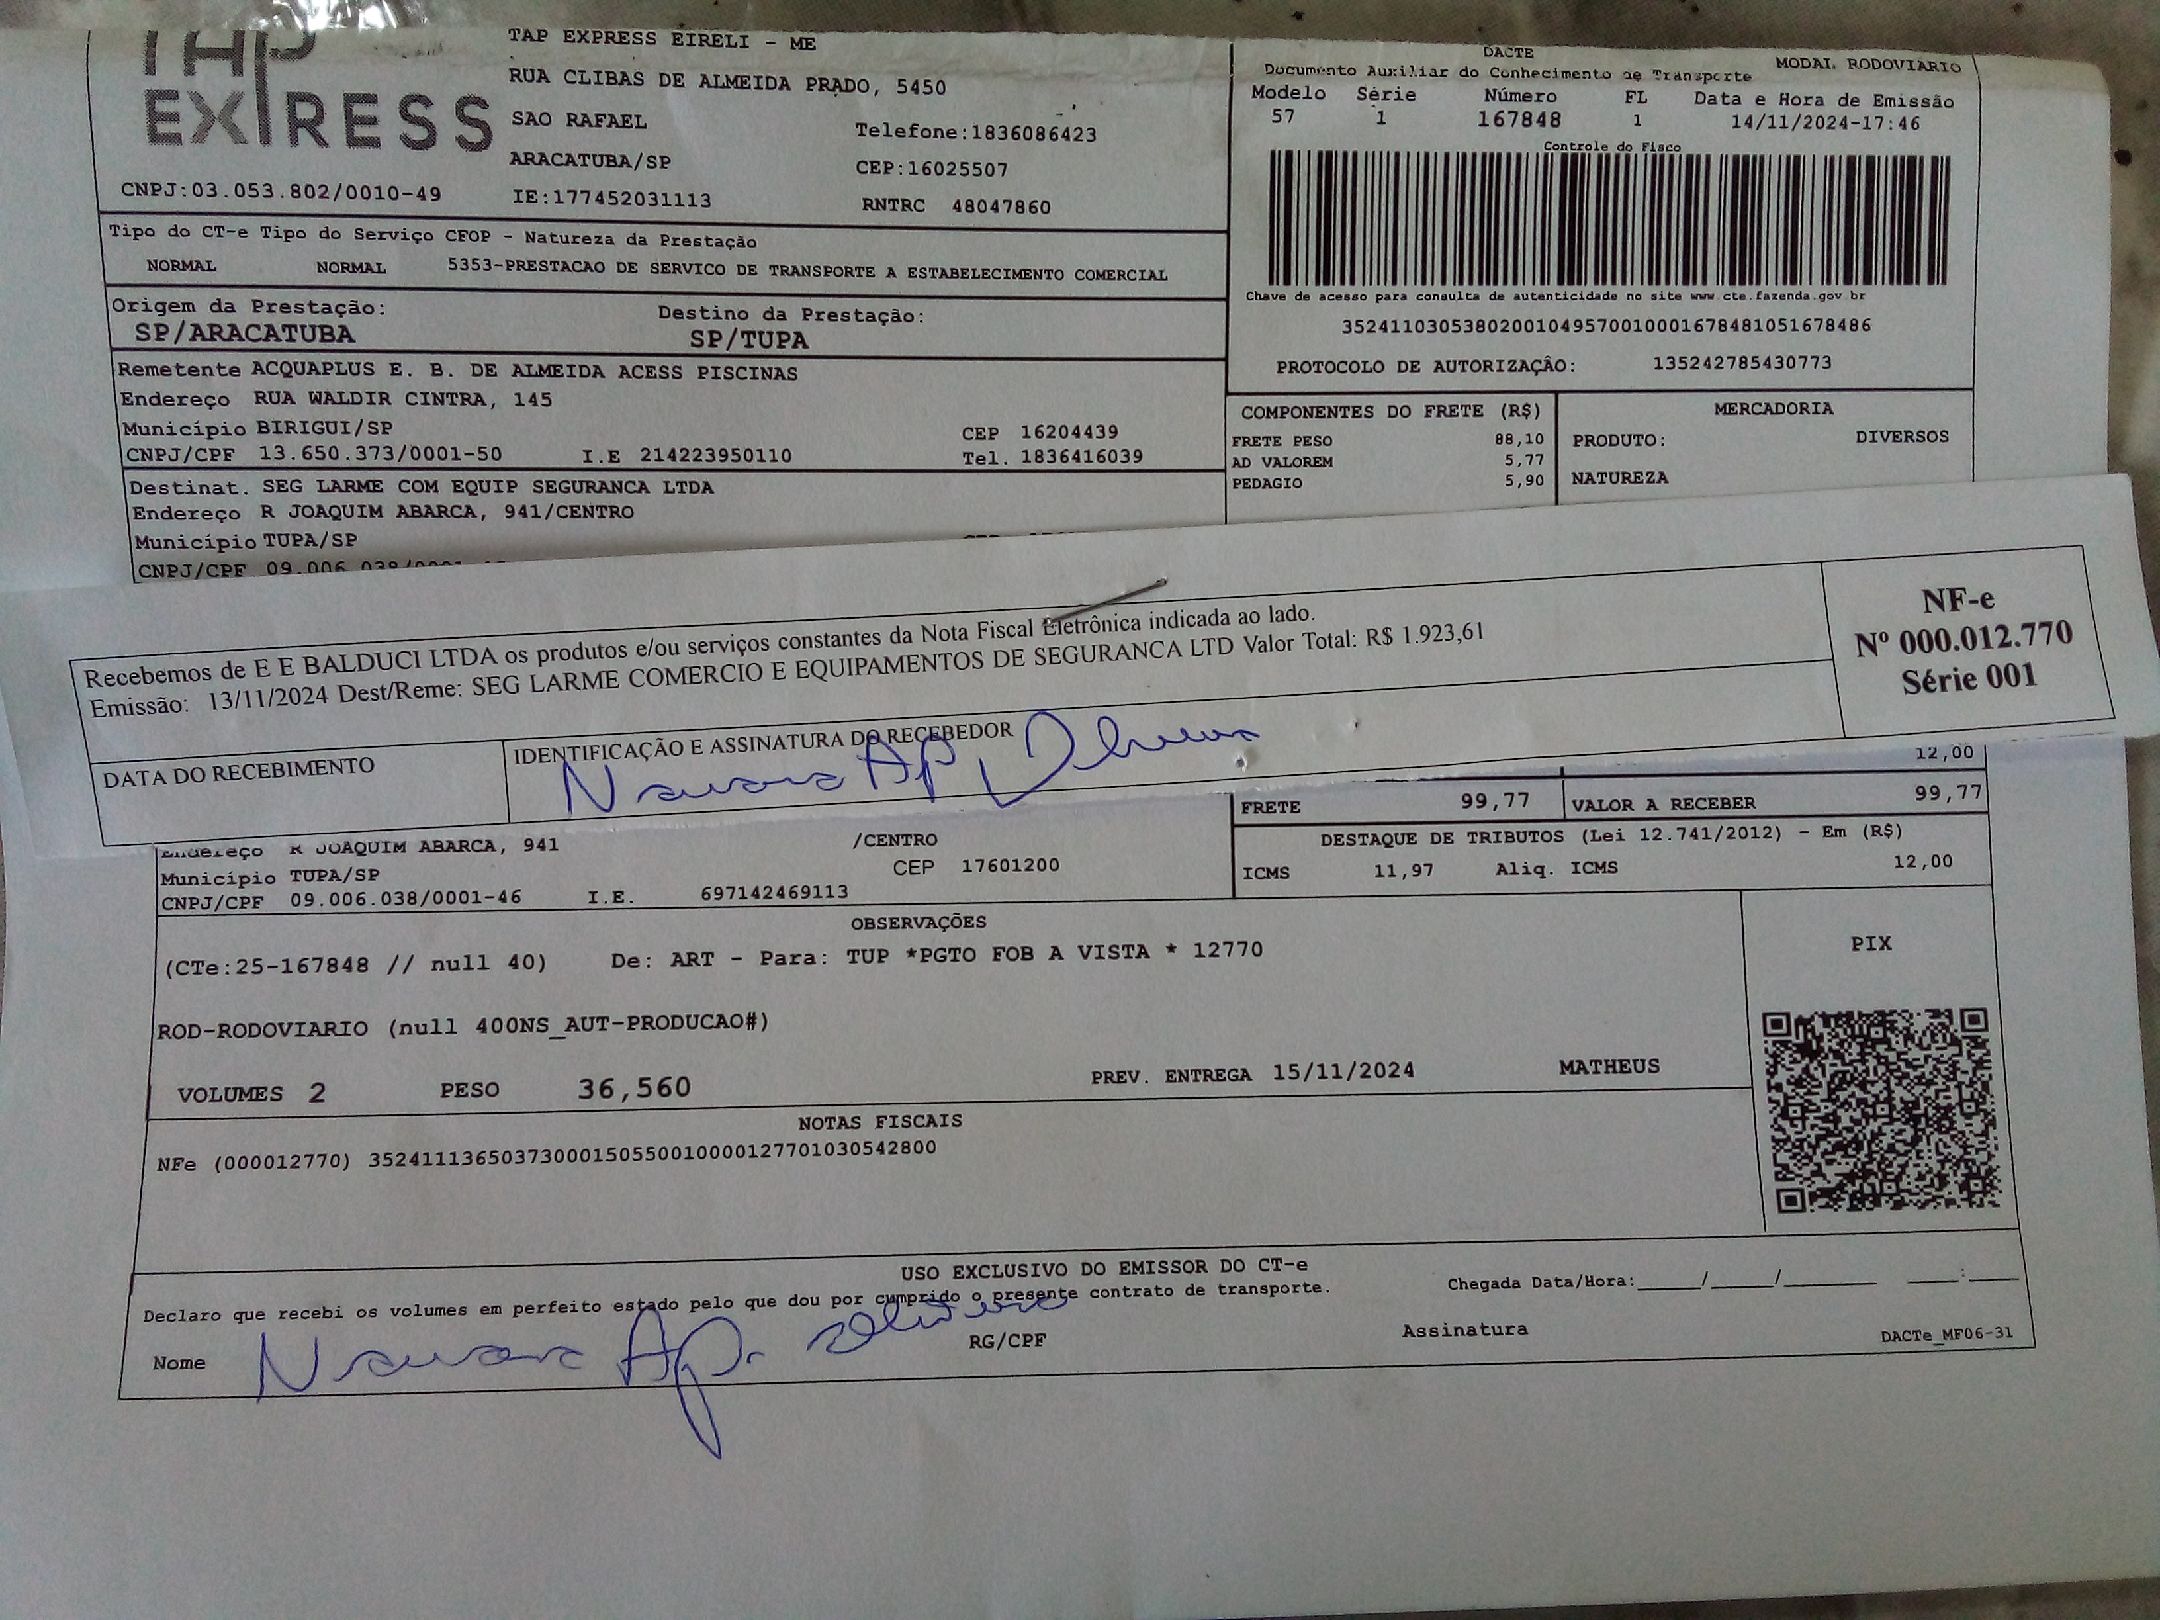 TAP
EXPRESS
TAP EXPRESS EIRELI - ME
RUA CLIBAS DE ALMEIDA PRADO, 5450
SAO RAFAEL
Telefone:1836086423
ARACATUBA/SP
CEP:16025507
CNPJ:03.053.802/0010-49
IE:177452031113
RNTRC 48047860
DACTE
Documento Auxiliar do Conhecimento de Transporte
MODAL RODOVIARIO
Modelo Série Número FL Data e Hora de Emissão
57 1 167848 1 14/11/2024-17:46
Controle do Fisco
Chave de acesso para consulta de autenticidade no site www.cte.fazenda.gov.br
35241103053802001049570010001678481051678486
PROTOCOLO DE AUTORIZAÇÂO: 135242785430773
Tipo do CT-e Tipo do Serviço CFOP - Natureza da Prestação
NORMAL NORMAL 5353-PRESTACAO DE SERVICO DE TRANSPORTE A ESTABELECIMENTO COMERCIAL
Origem da Prestação: Destino da Prestação:
SP/ARACATUBA SP/TUPA
Remetente ACQUAPLUS E. B. DE ALMEIDA ACESS PISCINAS
Endereço RUA WALDIR CINTRA, 145
Município BIRIGUI/SP CEP 16204439
CNPJ/CPF 13.650.373/0001-50 I.E 214223950110 Tel. 1836416039
COMPONENTES DO FRETE (R$)
FRETE PESO 88,10
AD VALOREM 5,77
PEDAGIO 5,90
MERCADORIA
PRODUTO: DIVERSOS
NATUREZA
Destinat. SEG LARME COM EQUIP SEGURANCA LTDA
Endereço R JOAQUIM ABARCA, 941/CENTRO
Município TUPA/SP
CNPJ/CPF 09.006.038/0001
Recebemos de E E BALDUCI LTDA os produtos e/ou serviços constantes da Nota Fiscal Eletrônica indicada ao lado.
Emissão: 13/11/2024 Dest/Reme: SEG LARME COMERCIO E EQUIPAMENTOS DE SEGURANCA LTD Valor Total: R$ 1.923,61
NF-e
Nº 000.012.770
Série 001
DATA DO RECEBIMENTO
IDENTIFICAÇÃO E ASSINATURA DO RECEBEDOR
12,00
FRETE 99,77 VALOR A RECEBER 99,77
DESTAQUE DE TRIBUTOS (Lei 12.741/2012) - Em (R$)
ICMS 11,97 Aliq. ICMS 12,00
Endereço R JOAQUIM ABARCA, 941 /CENTRO
Município TUPA/SP CEP 17601200
CNPJ/CPF 09.006.038/0001-46 I.E. 697142469113
OBSERVAÇÕES
(CTe:25-167848 // null 40) De: ART - Para: TUP *PGTO FOB A VISTA * 12770
PIX
ROD-RODOVIARIO (null 400NS_AUT-PRODUCAO#)
VOLUMES 2 PESO 36,560 PREV. ENTREGA 15/11/2024 MATHEUS
NOTAS FISCAIS
NFe (000012770) 35241113650373000150550010000127701030542800
USO EXCLUSIVO DO EMISSOR DO CT-e
Declaro que recebi os volumes em perfeito estado pelo que dou por cumprido o presente contrato de transporte.
Chegada Data/Hora:_____/_____/_______ ____:____
Nome RG/CPF Assinatura DACTe_MF06-31